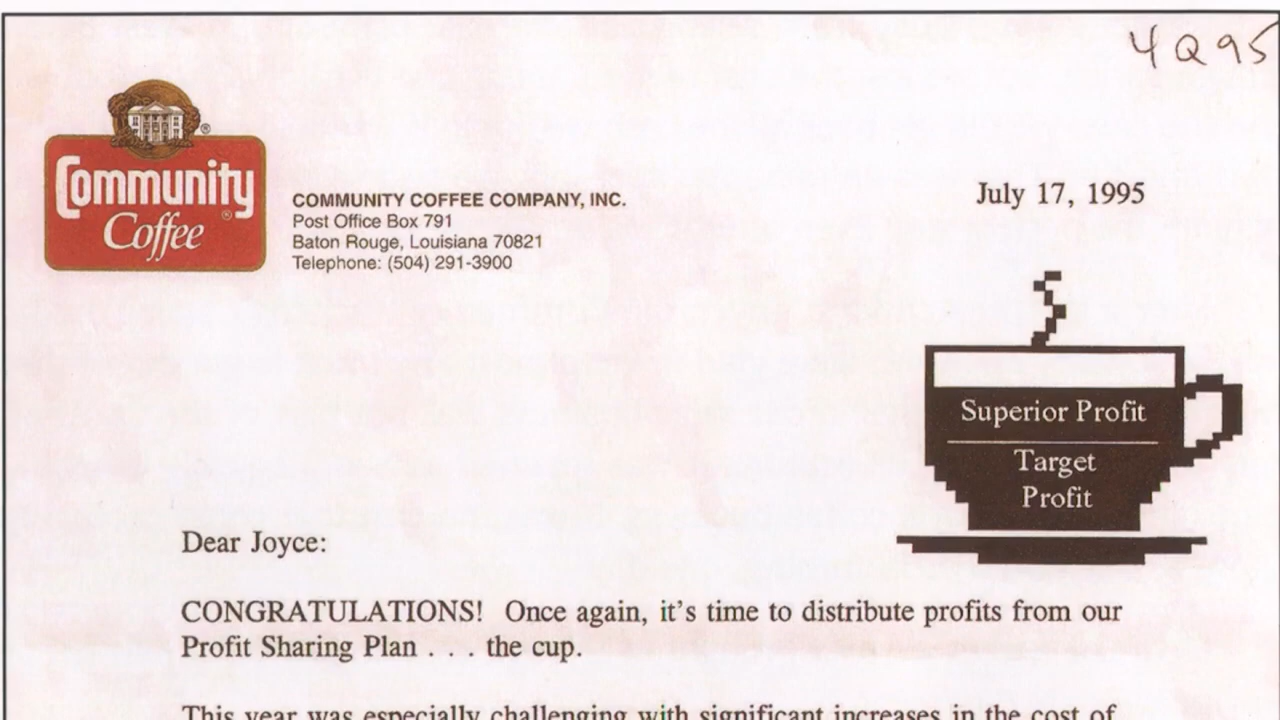 4Q95
Community
Coffee
COMMUNITY COFFEE COMPANY, INC.
Post Office Box 791
Baton Rouge, Louisiana 70821
Telephone: (504) 291-3900
July 17, 1995
Superior Profit
Target
Profit
Dear Joyce:
CONGRATULATIONS! Once again, it's time to distribute profits from our
Profit Sharing Plan . . . the cup.
This year was especially challenging with significant increases in the cost of